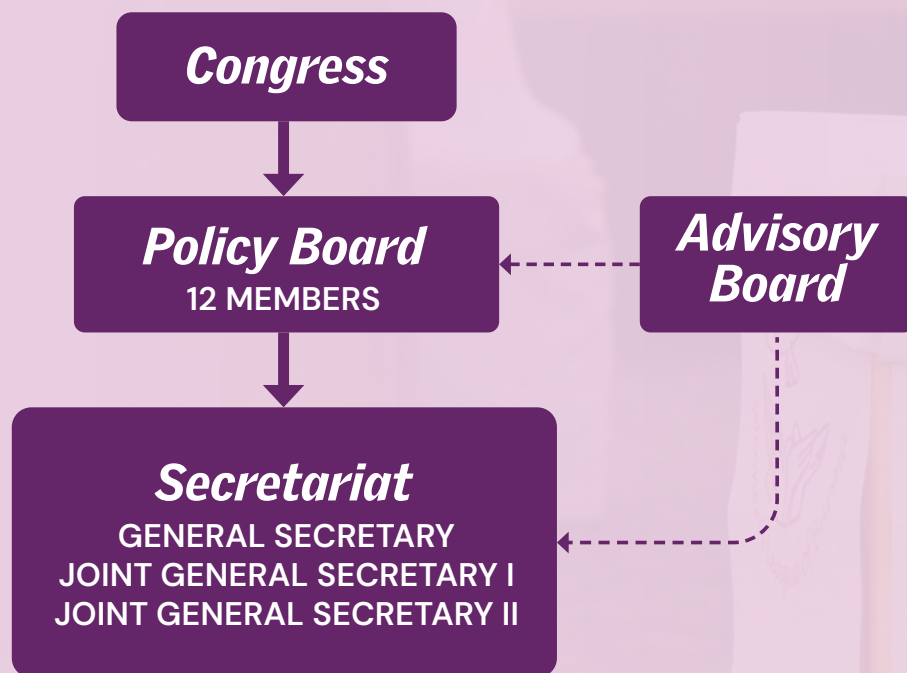 Congress
Policy Board
12 MEMBERS
Advisory
Board
Secretariat
GENERAL SECRETARY
JOINT GENERAL SECRETARY I
JOINT GENERAL SECRETARY II